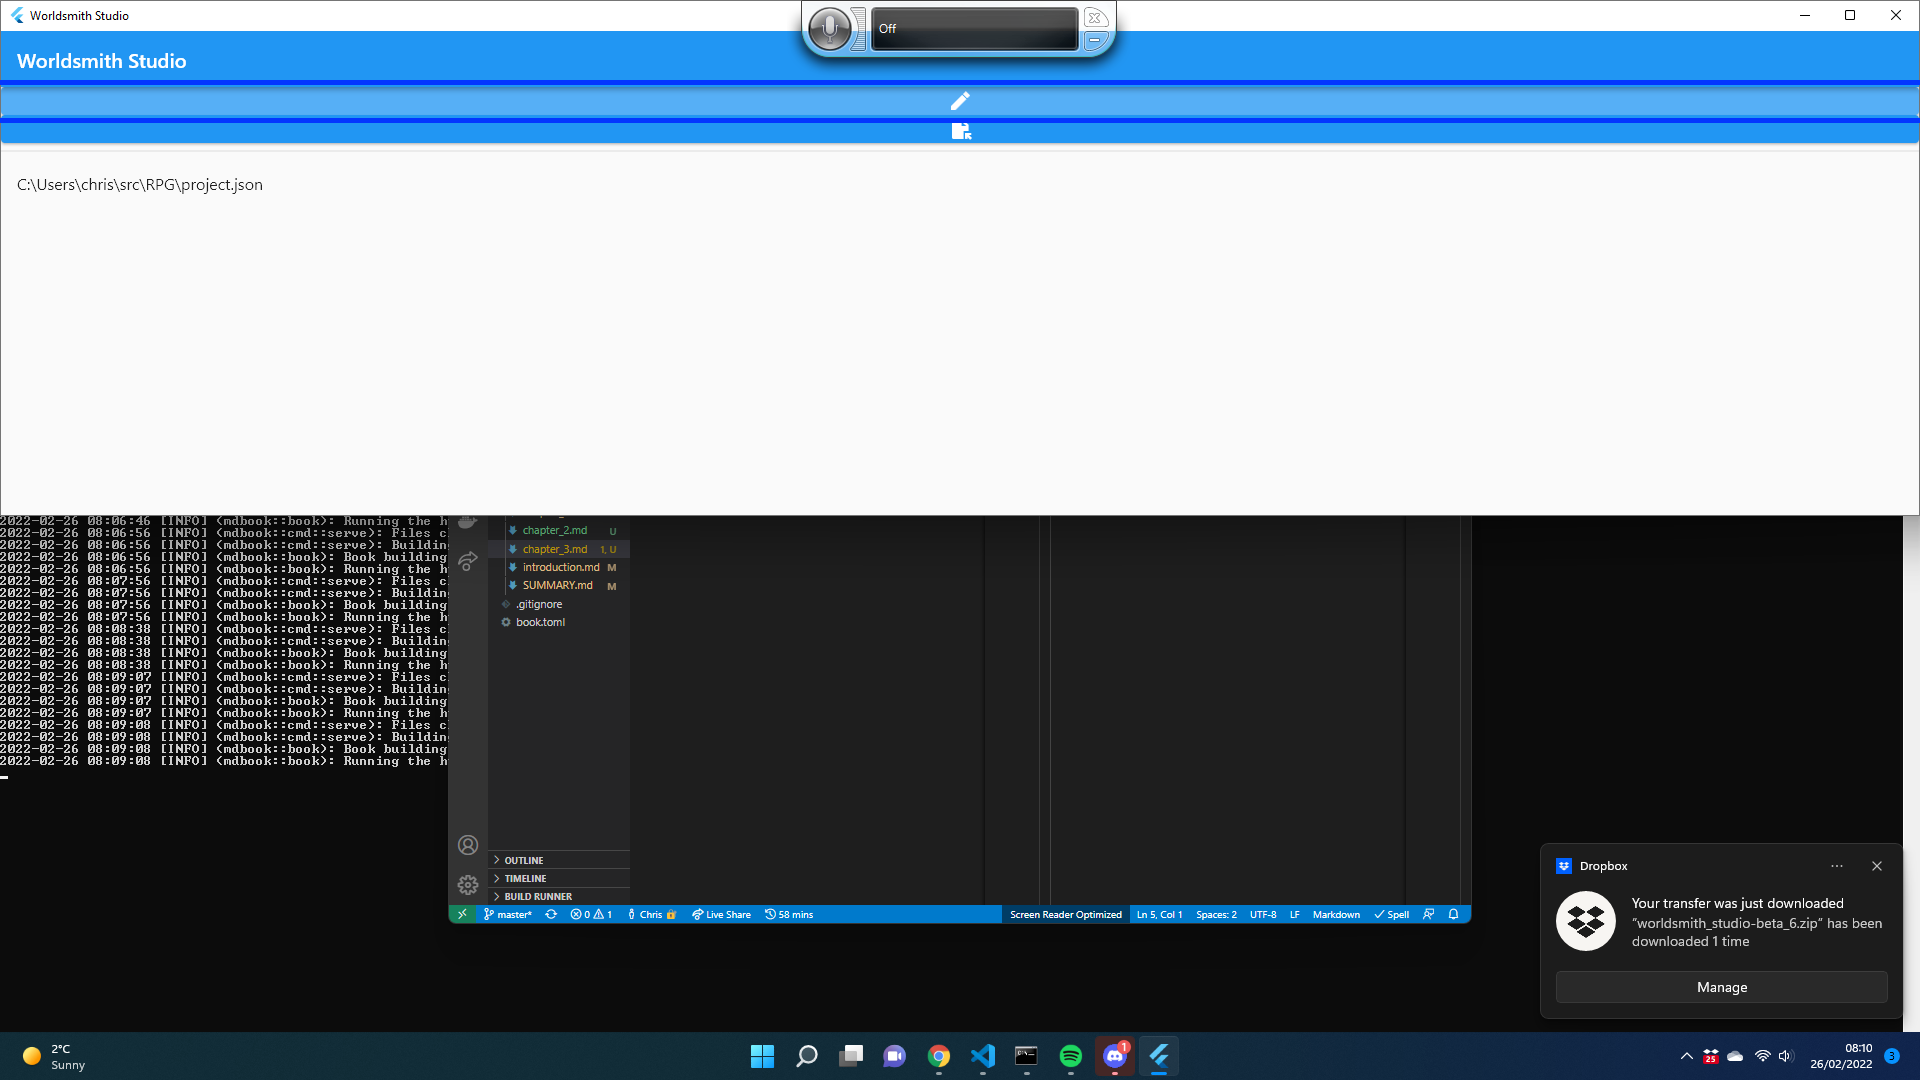 Worldsmith Studio
Off
Worldsmith Studio
C:\Users\chris\src\RPG\project.json
2022-02-26 08:06:46 [INFO] (mdbook::book): Running the
2022-02-26 08:06:56 [INFO] (mdbook::cmd::serve): Files
2022-02-26 08:06:56 [INFO] (mdbook::cmd::serve): Building
2022-02-26 08:06:56 [INFO] (mdbook::book): Book building
2022-02-26 08:06:56 [INFO] (mdbook::book): Running the
2022-02-26 08:07:56 [INFO] (mdbook::cmd::serve): Files
2022-02-26 08:07:56 [INFO] (mdbook::cmd::serve): Building
2022-02-26 08:07:56 [INFO] (mdbook::book): Book building
2022-02-26 08:07:56 [INFO] (mdbook::book): Running the
2022-02-26 08:08:38 [INFO] (mdbook::cmd::serve): Files
2022-02-26 08:08:38 [INFO] (mdbook::cmd::serve): Building
2022-02-26 08:08:38 [INFO] (mdbook::book): Book building
2022-02-26 08:08:38 [INFO] (mdbook::book): Running the
2022-02-26 08:09:07 [INFO] (mdbook::cmd::serve): Files
2022-02-26 08:09:07 [INFO] (mdbook::cmd::serve): Building
2022-02-26 08:09:07 [INFO] (mdbook::book): Book building
2022-02-26 08:09:07 [INFO] (mdbook::book): Running the
2022-02-26 08:09:08 [INFO] (mdbook::cmd::serve): Files
2022-02-26 08:09:08 [INFO] (mdbook::cmd::serve): Building
2022-02-26 08:09:08 [INFO] (mdbook::book): Book building
2022-02-26 08:09:08 [INFO] (mdbook::book): Running the
chapter_2.md U
chapter_3.md 1, U
introduction.md M
SUMMARY.md M
.gitignore
book.toml
OUTLINE
TIMELINE
BUILD RUNNER
master* 0 1 Chris Live Share 58 mins Screen Reader Optimized Ln 5, Col 1 Spaces: 2 UTF-8 LF Markdown Spell
Dropbox
Your transfer was just downloaded
"worldsmith_studio-beta_6.zip" has been
downloaded 1 time
Manage
2°C
Sunny
1
25
08:10
26/02/2022
3